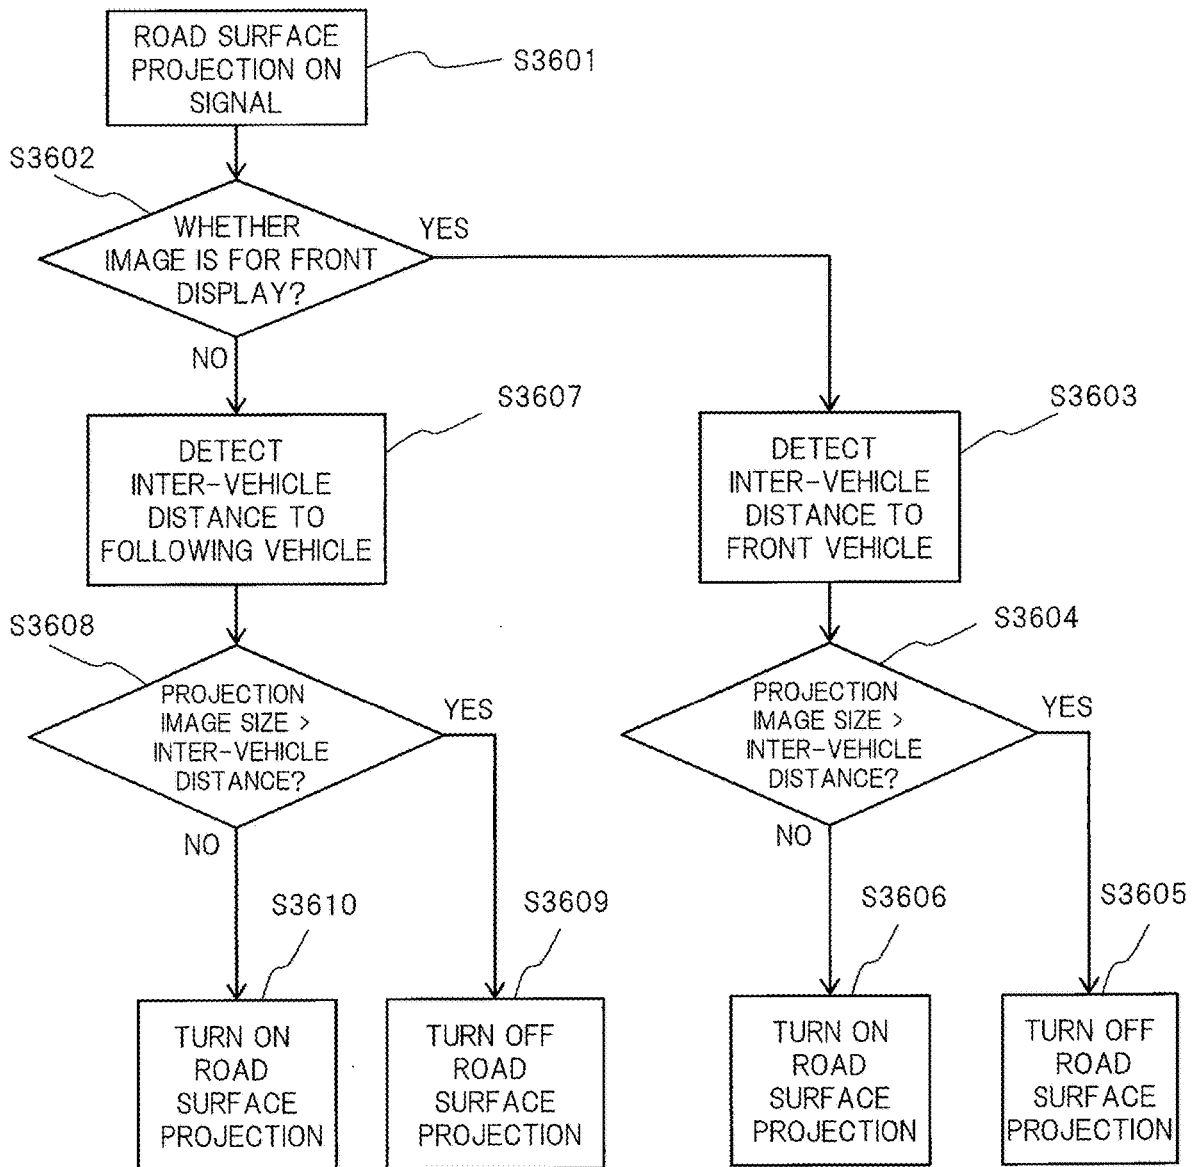 ROAD SURFACE
PROJECTION ON
SIGNAL
S3601
S3602
WHETHER
IMAGE IS FOR FRONT
DISPLAY?
YES
NO
S3607
DETECT
INTER-VEHICLE
DISTANCE TO
FOLLOWING VEHICLE
S3603
DETECT
INTER-VEHICLE
DISTANCE TO
FRONT VEHICLE
S3608
PROJECTION
IMAGE SIZE >
INTER-VEHICLE
DISTANCE?
YES
NO
S3604
PROJECTION
IMAGE SIZE >
INTER-VEHICLE
DISTANCE?
YES
NO
S3610
TURN ON
ROAD
SURFACE
PROJECTION
S3609
TURN OFF
ROAD
SURFACE
PROJECTION
S3606
TURN ON
ROAD
SURFACE
PROJECTION
S3605
TURN OFF
ROAD
SURFACE
PROJECTION